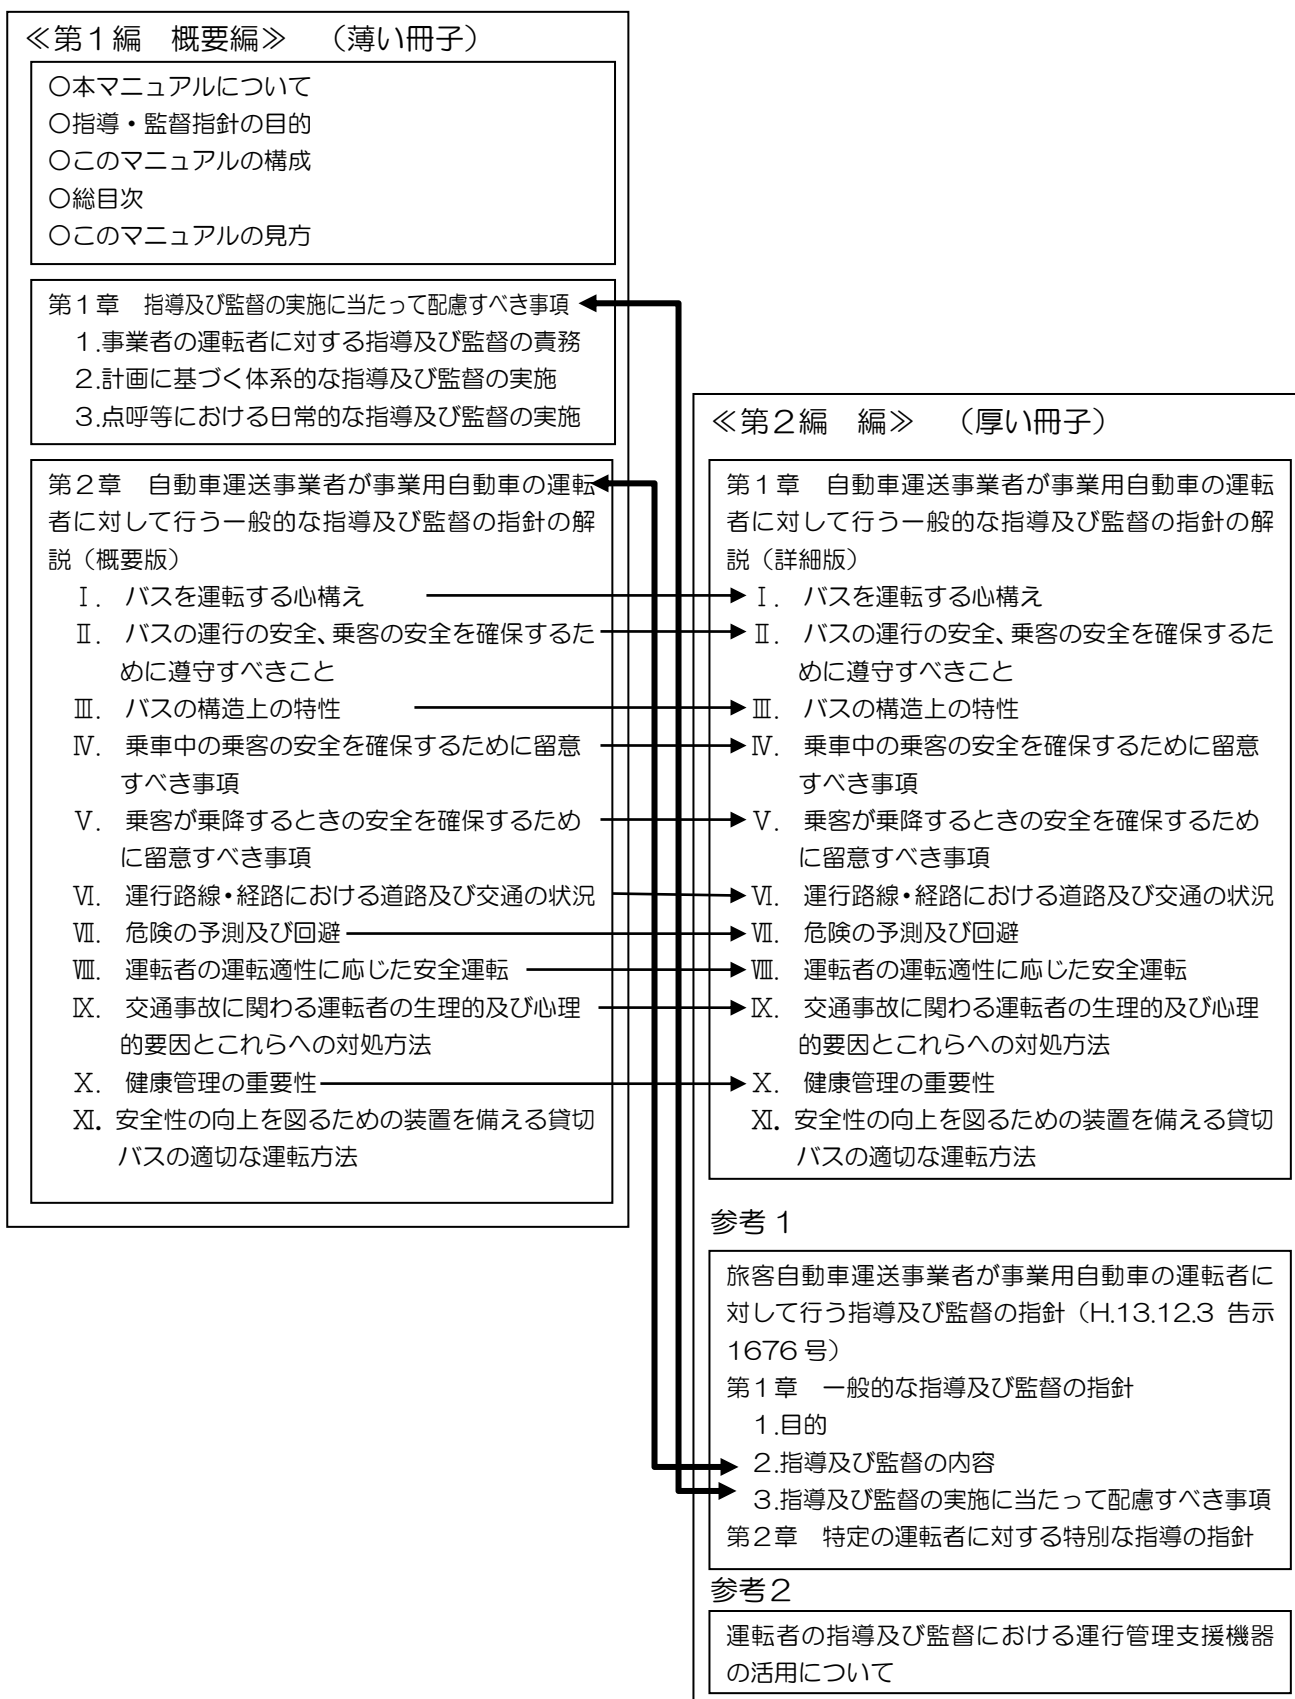 ≪第１編　概要編≫　（薄い冊子）
○本マニュアルについて
○指導・監督指針の目的
○このマニュアルの構成
○総目次
○このマニュアルの見方
第１章　指導及び監督の実施に当たって配慮すべき事項
１.事業者の運転者に対する指導及び監督の責務
２.計画に基づく体系的な指導及び監督の実施
３.点呼等における日常的な指導及び監督の実施
第２章　自動車運送事業者が事業用自動車の運転
者に対して行う一般的な指導及び監督の指針の解
説（概要版）
Ⅰ．バスを運転する心構え
Ⅱ．バスの運行の安全、乗客の安全を確保するた
めに遵守すべきこと
Ⅲ．バスの構造上の特性
Ⅳ．乗車中の乗客の安全を確保するために留意
すべき事項
Ⅴ．乗客が乗降するときの安全を確保するため
に留意すべき事項
Ⅵ．運行路線・経路における道路及び交通の状況
Ⅶ．危険の予測及び回避
Ⅷ．運転者の運転適性に応じた安全運転
Ⅸ．交通事故に関わる運転者の生理的及び心理
的要因とこれらへの対処方法
Ⅹ．健康管理の重要性
Ⅺ．安全性の向上を図るための装置を備える貸切
バスの適切な運転方法
≪第２編　編≫　（厚い冊子）
第１章　自動車運送事業者が事業用自動車の運転
者に対して行う一般的な指導及び監督の指針の解
説（詳細版）
Ⅰ．バスを運転する心構え
Ⅱ．バスの運行の安全、乗客の安全を確保するた
めに遵守すべきこと
Ⅲ．バスの構造上の特性
Ⅳ．乗車中の乗客の安全を確保するために留意
すべき事項
Ⅴ．乗客が乗降するときの安全を確保するため
に留意すべき事項
Ⅵ．運行路線・経路における道路及び交通の状況
Ⅶ．危険の予測及び回避
Ⅷ．運転者の運転適性に応じた安全運転
Ⅸ．交通事故に関わる運転者の生理的及び心理
的要因とこれらへの対処方法
Ⅹ．健康管理の重要性
Ⅺ．安全性の向上を図るための装置を備える貸切
バスの適切な運転方法
参考１
旅客自動車運送事業者が事業用自動車の運転者に
対して行う指導及び監督の指針（H.13.12.3 告示
1676 号）
第１章　一般的な指導及び監督の指針
１.目的
２.指導及び監督の内容
３.指導及び監督の実施に当たって配慮すべき事項
第２章　特定の運転者に対する特別な指導の指針
参考２
運転者の指導及び監督における運行管理支援機器
の活用について